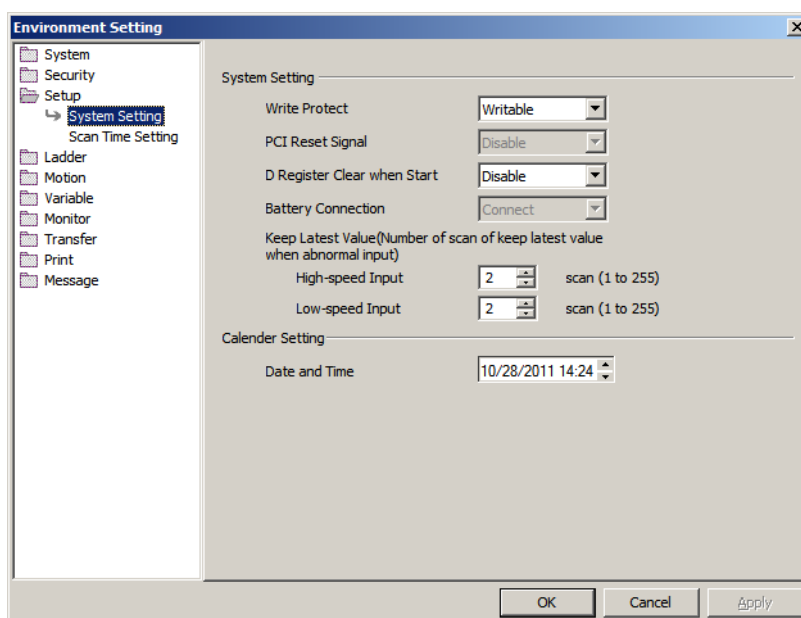 Environment Setting
System
Security
Setup
System Setting
Scan Time Setting
Ladder
Motion
Variable
Monitor
Transfer
Print
Message
System Setting
Write Protect Writable
PCI Reset Signal Disable
D Register Clear when Start Disable
Battery Connection Connect
Keep Latest Value(Number of scan of keep latest value
when abnormal input)
High-speed Input 2 scan (1 to 255)
Low-speed Input 2 scan (1 to 255)
Calender Setting
Date and Time 10/28/2011 14:24
OK Cancel Apply